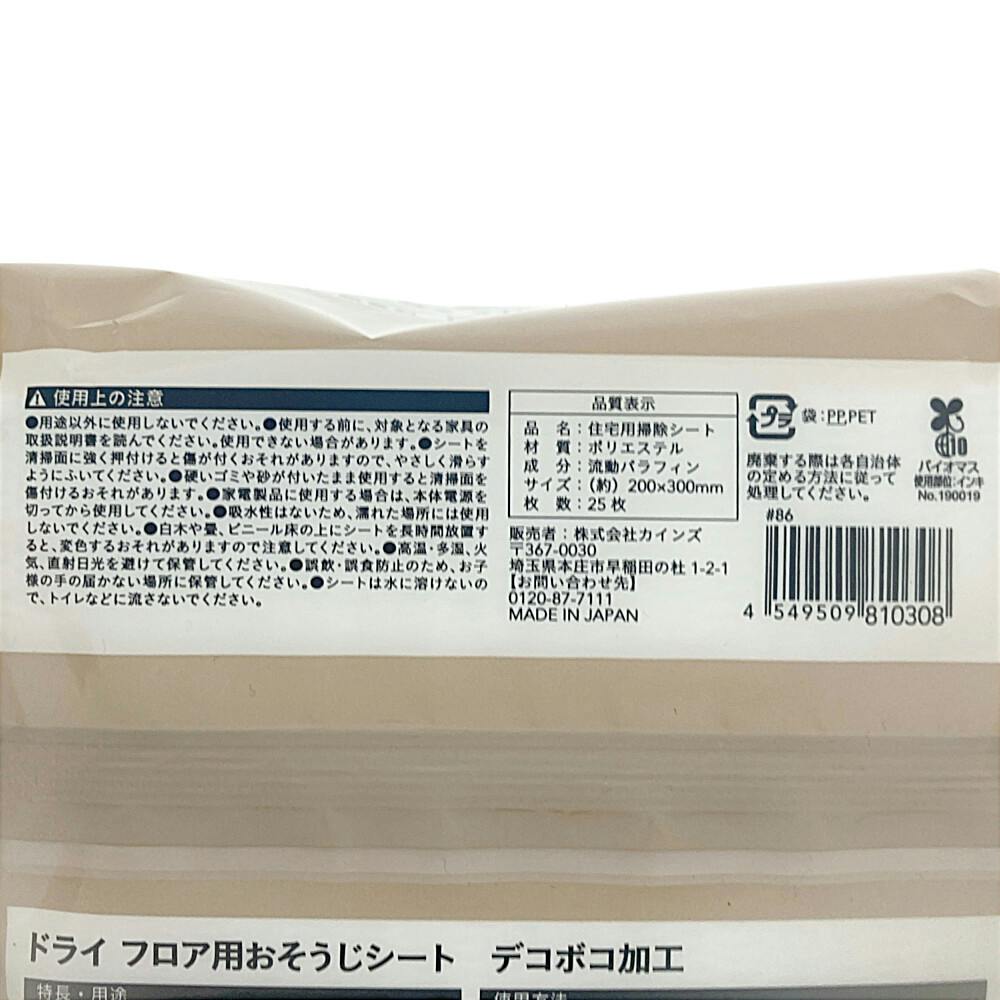 使用上の注意
●用途以外に使用しないでください。●使用する前に、対象となる家具の
取扱説明書を読んでください。使用できない場合があります。●シートを
清掃面に強く押付けると傷が付くおそれがありますので、やさしく滑らす
ようにふいてください。●硬いゴミや砂が付いたまま使用すると清掃面を
傷付けるおそれがあります。●家電製品に使用する場合は、本体電源を
切ってから使用してください。●吸水性はないため、濡れた場所には使用
しないでください。●白木や畳、ビニール床の上にシートを長時間放置す
ると、変色するおそれがありますので注意してください。●高温・多湿、火
気、直射日光を避けて保管してください。●誤飲・誤食防止のため、お子
様の手の届かない場所に保管してください。●シートは水に溶けないの
で、トイレなどに流さないでください。
品質表示
品 名：住宅用掃除シート
材 質：ポリエステル
成 分：流動パラフィン
サイズ：（約）200×300mm
枚 数：25枚
販売者：株式会社カインズ
〒367-0030
埼玉県本庄市早稲田の杜 1-2-1
【お問い合わせ先】
0120-87-7111
MADE IN JAPAN
プラ
袋：PP,PET
廃棄する際は各自治体
の定める方法に従って
処理してください。
バイオマス
使用部位：インキ
No.190019
#86
4 549509 810308
ドライ フロア用おそうじシート デコボコ加工
特長・用途
使用方法